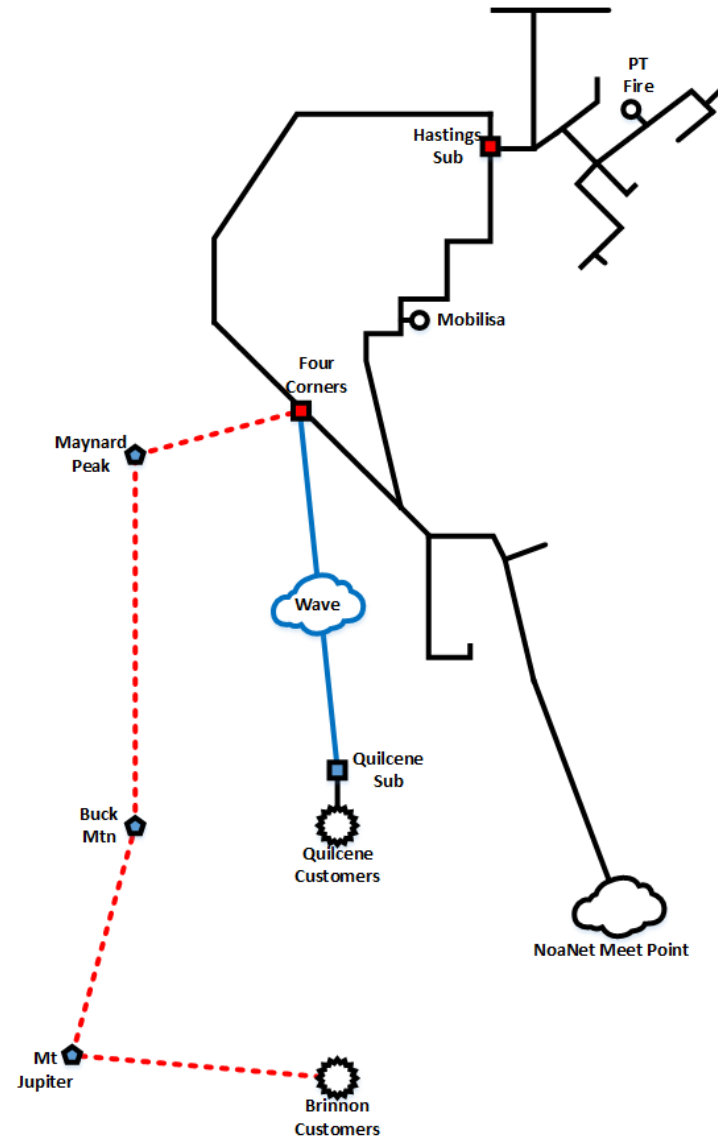 PT
Fire
Hastings
Sub
Mobilisa
Four
Corners
Maynard
Peak
Wave
Quilcene
Sub
Buck
Mtn
Quilcene
Customers
NoaNet Meet Point
Mt
Jupiter
Brinnon
Customers